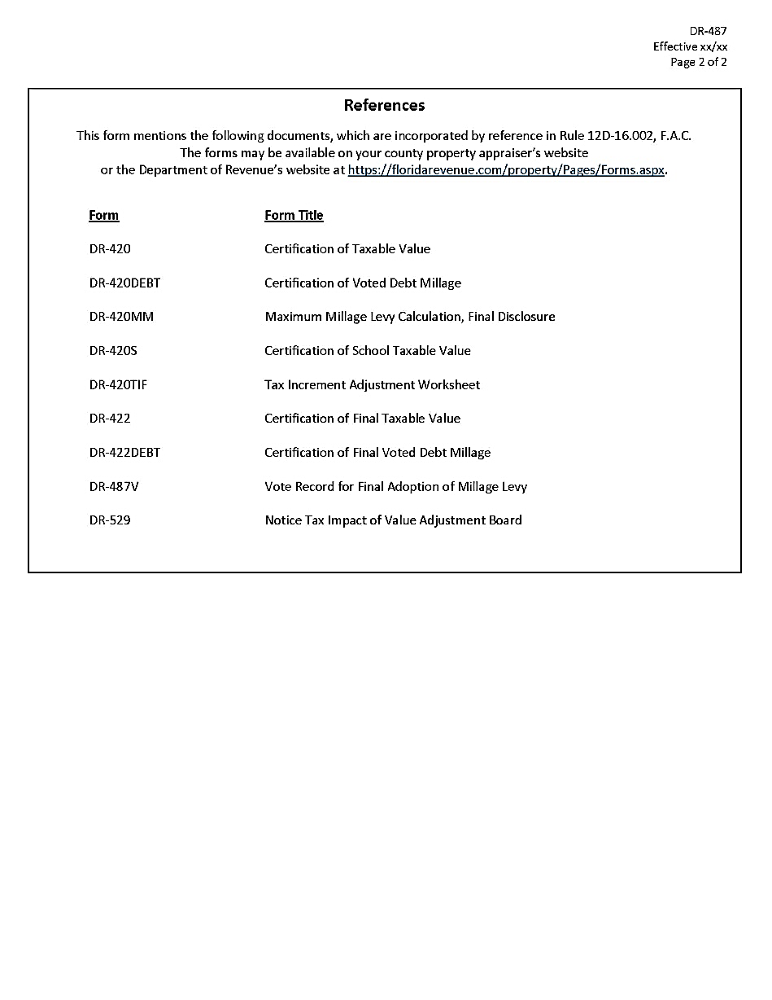 DR-487
Effective xx/xx
Page 2 of 2
References
This form mentions the following documents, which are incorporated by reference in Rule 12D-16.002, F.A.C.
The forms may be available on your county property appraiser's website
or the Department of Revenue's website at https://floridarevenue.com/property/Pages/Forms.aspx.
Form Form Title
DR-420 Certification of Taxable Value
DR-420DEBT Certification of Voted Debt Millage
DR-420MM Maximum Millage Levy Calculation, Final Disclosure
DR-420S Certification of School Taxable Value
DR-420TIF Tax Increment Adjustment Worksheet
DR-422 Certification of Final Taxable Value
DR-422DEBT Certification of Final Voted Debt Millage
DR-487V Vote Record for Final Adoption of Millage Levy
DR-529 Notice Tax Impact of Value Adjustment Board